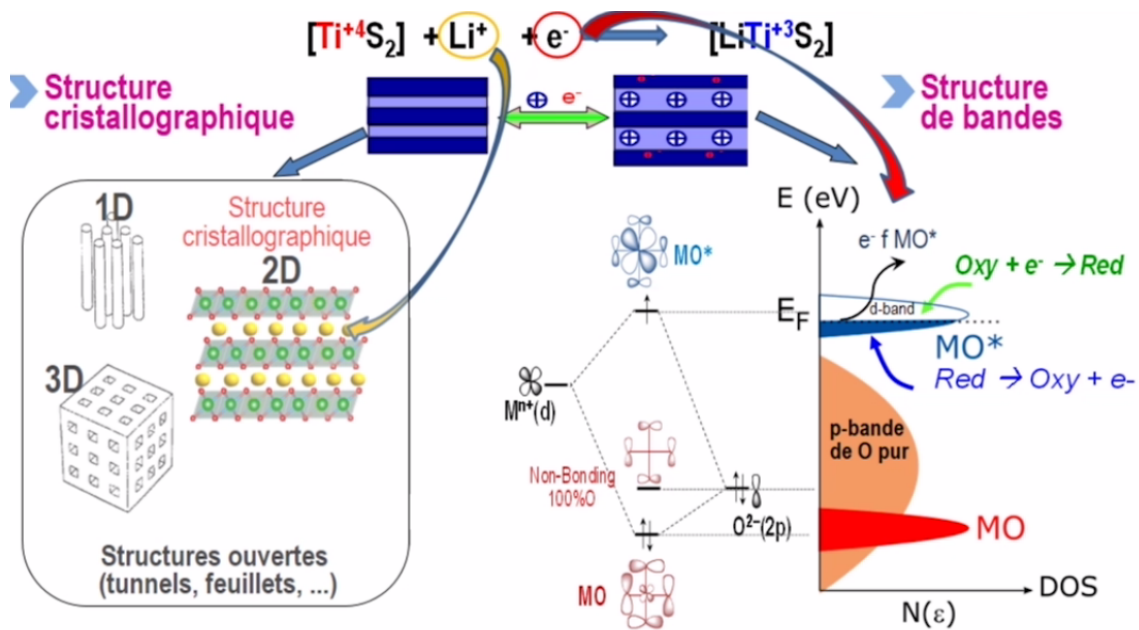 [Ti+4S2] + Li+ + e- [LiTi+3S2]
Structure
cristallographique
e-
Structure
de bandes
1D
Structure
cristallographique
2D
3D
Structures ouvertes
(tunnels, feuillets, ...)
MO*
Mn+(d)
Non-Bonding
100%O
O2-(2p)
MO
E (eV)
e- f MO*
Oxy + e- → Red
d-band
EF
MO*
Red → Oxy + e-
p-bande
de O pur
MO
DOS
N(ε)